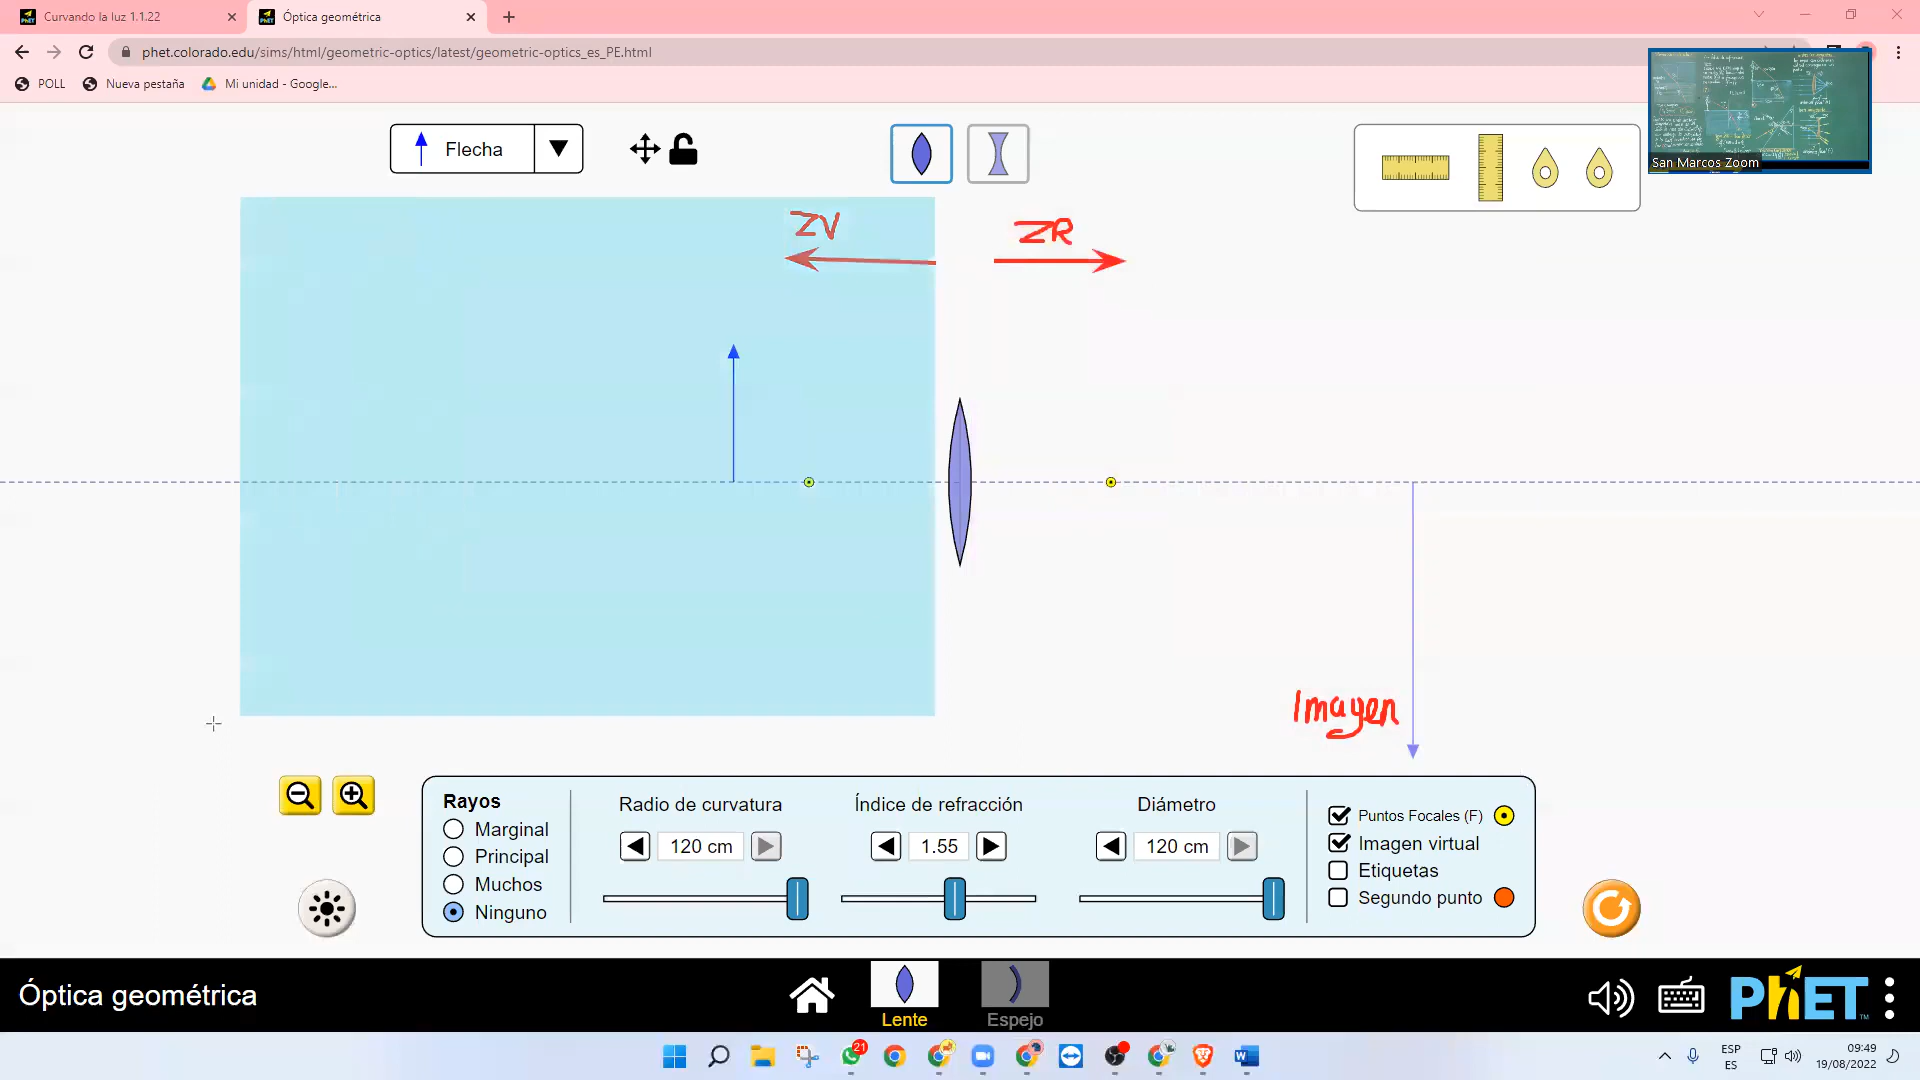 Curvando la luz 1.1.22
Óptica geométrica
phet.colorado.edu/sims/html/geometric-optics/latest/geometric-optics_es_PE.html
POLL
Nueva pestaña
Mi unidad - Google...
San Marcos Zoom
Flecha
ZV
ZR
Imagen
Rayos
Marginal
Principal
Muchos
Ninguno
Radio de curvatura
120 cm
Índice de refracción
1.55
Diámetro
120 cm
Puntos Focales (F)
Imagen virtual
Etiquetas
Segundo punto
Óptica geométrica
Lente
Espejo
PhET
21
ESP
ES
09:49
19/08/2022